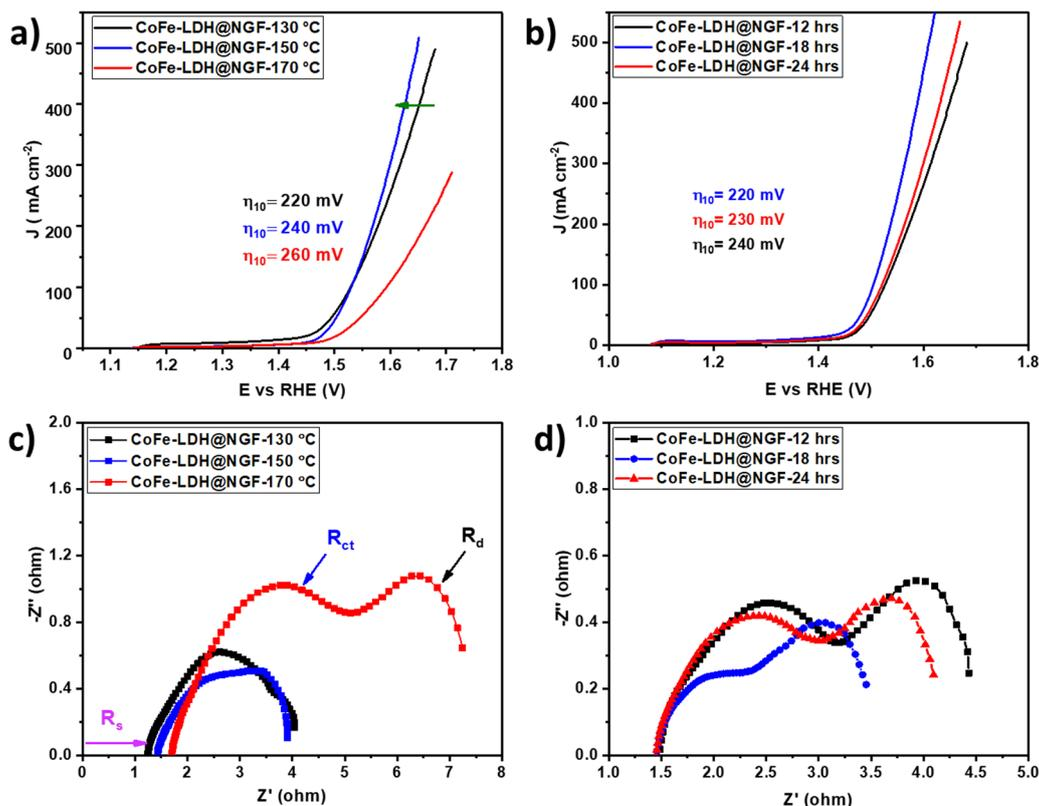 a)
CoFe-LDH@NGF-130 ºC
CoFe-LDH@NGF-150 ºC
CoFe-LDH@NGF-170 ºC
500
400
300
200
100
0
J ( mA cm⁻²)
η₁₀= 220 mV
η₁₀= 240 mV
η₁₀= 260 mV
1.1 1.2 1.3 1.4 1.5 1.6 1.7 1.8
E vs RHE (V)
b)
CoFe-LDH@NGF-12 hrs
CoFe-LDH@NGF-18 hrs
CoFe-LDH@NGF-24 hrs
500
400
300
200
100
0
J (mA cm⁻²)
η₁₀= 220 mV
η₁₀= 230 mV
η₁₀= 240 mV
1.0 1.2 1.4 1.6 1.8
E vs RHE (V)
c)
CoFe-LDH@NGF-130 ºC
CoFe-LDH@NGF-150 ºC
CoFe-LDH@NGF-170 ºC
2.0
1.6
1.2
0.8
0.4
0.0
-Z'' (ohm)
Rct
Rd
Rs
0 1 2 3 4 5 6 7 8
Z' (ohm)
d)
CoFe-LDH@NGF-12 hrs
CoFe-LDH@NGF-18 hrs
CoFe-LDH@NGF-24 hrs
1.0
0.8
0.6
0.4
0.2
0.0
-Z'' (ohm)
1.0 1.5 2.0 2.5 3.0 3.5 4.0 4.5 5.0
Z' (ohm)